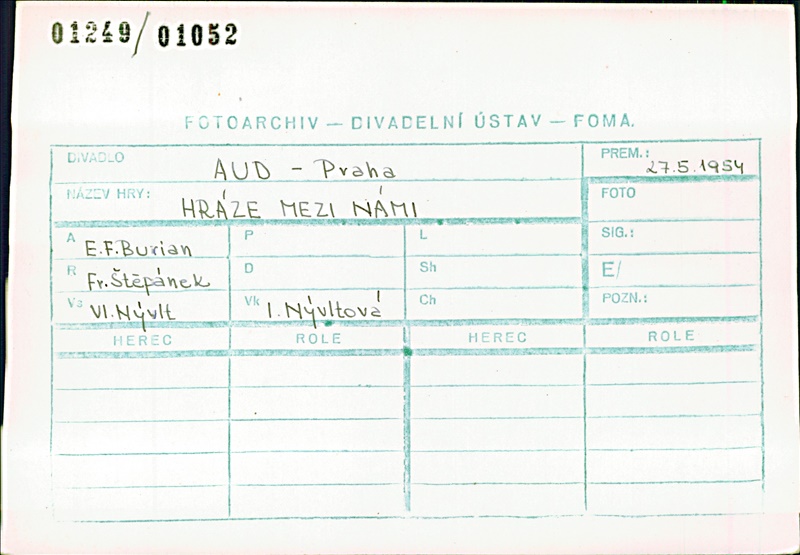 01249/01052
FOTOARCHIV — DIVADELNÍ ÚSTAV — FOMA.
DIVADLO AUD - Praha PREM.: 27.5.1954
NÁZEV HRY: HRÁZE MEZI NÁMI FOTO
A E.F.Burian P L SIG.:
R Fr.Štěpánek D Sh E/
Vs Vl.Nývlt Vk I.Nývltová Ch POZN.:
HEREC ROLE HEREC ROLE